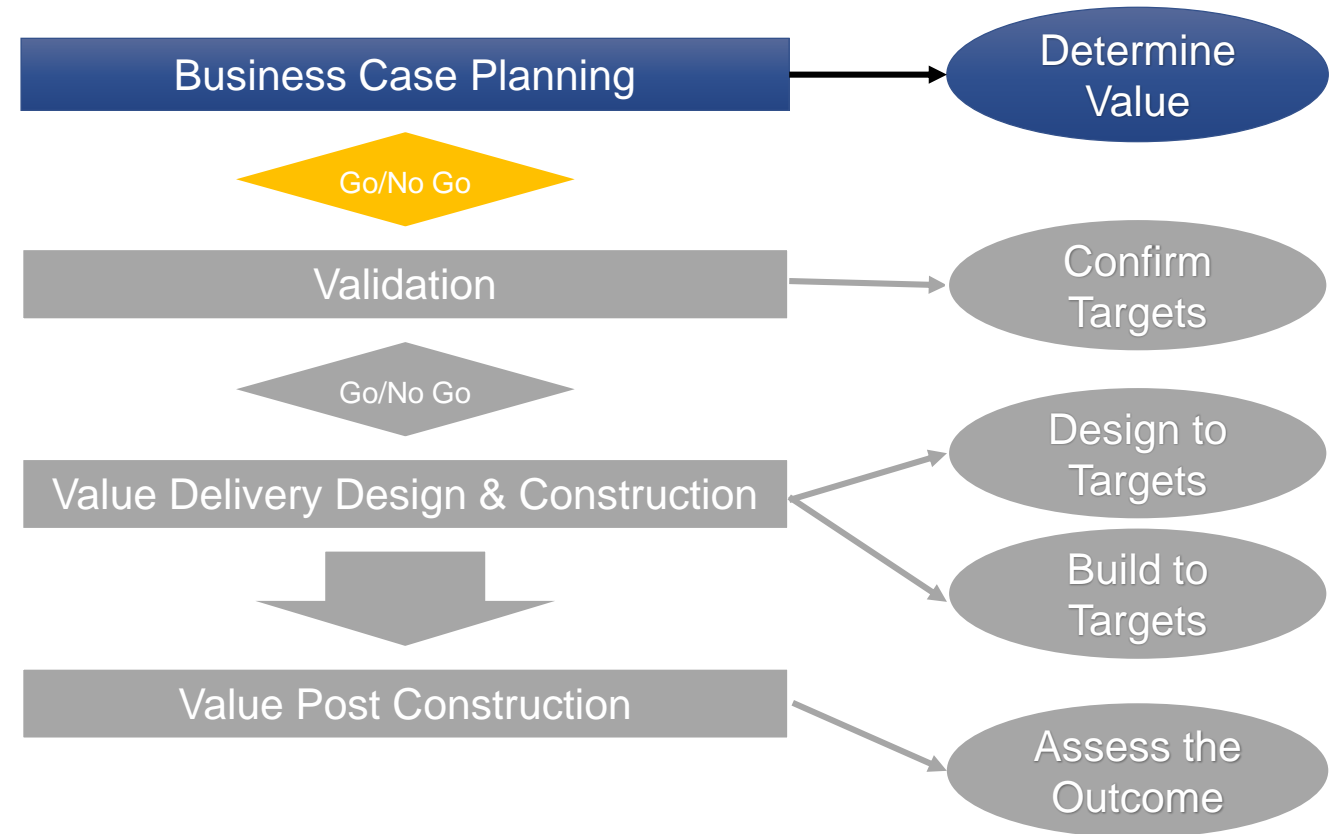 Business Case Planning
Determine
Value
Go/No Go
Validation
Confirm
Targets
Go/No Go
Value Delivery Design & Construction
Design to
Targets
Build to
Targets
Value Post Construction
Assess the
Outcome